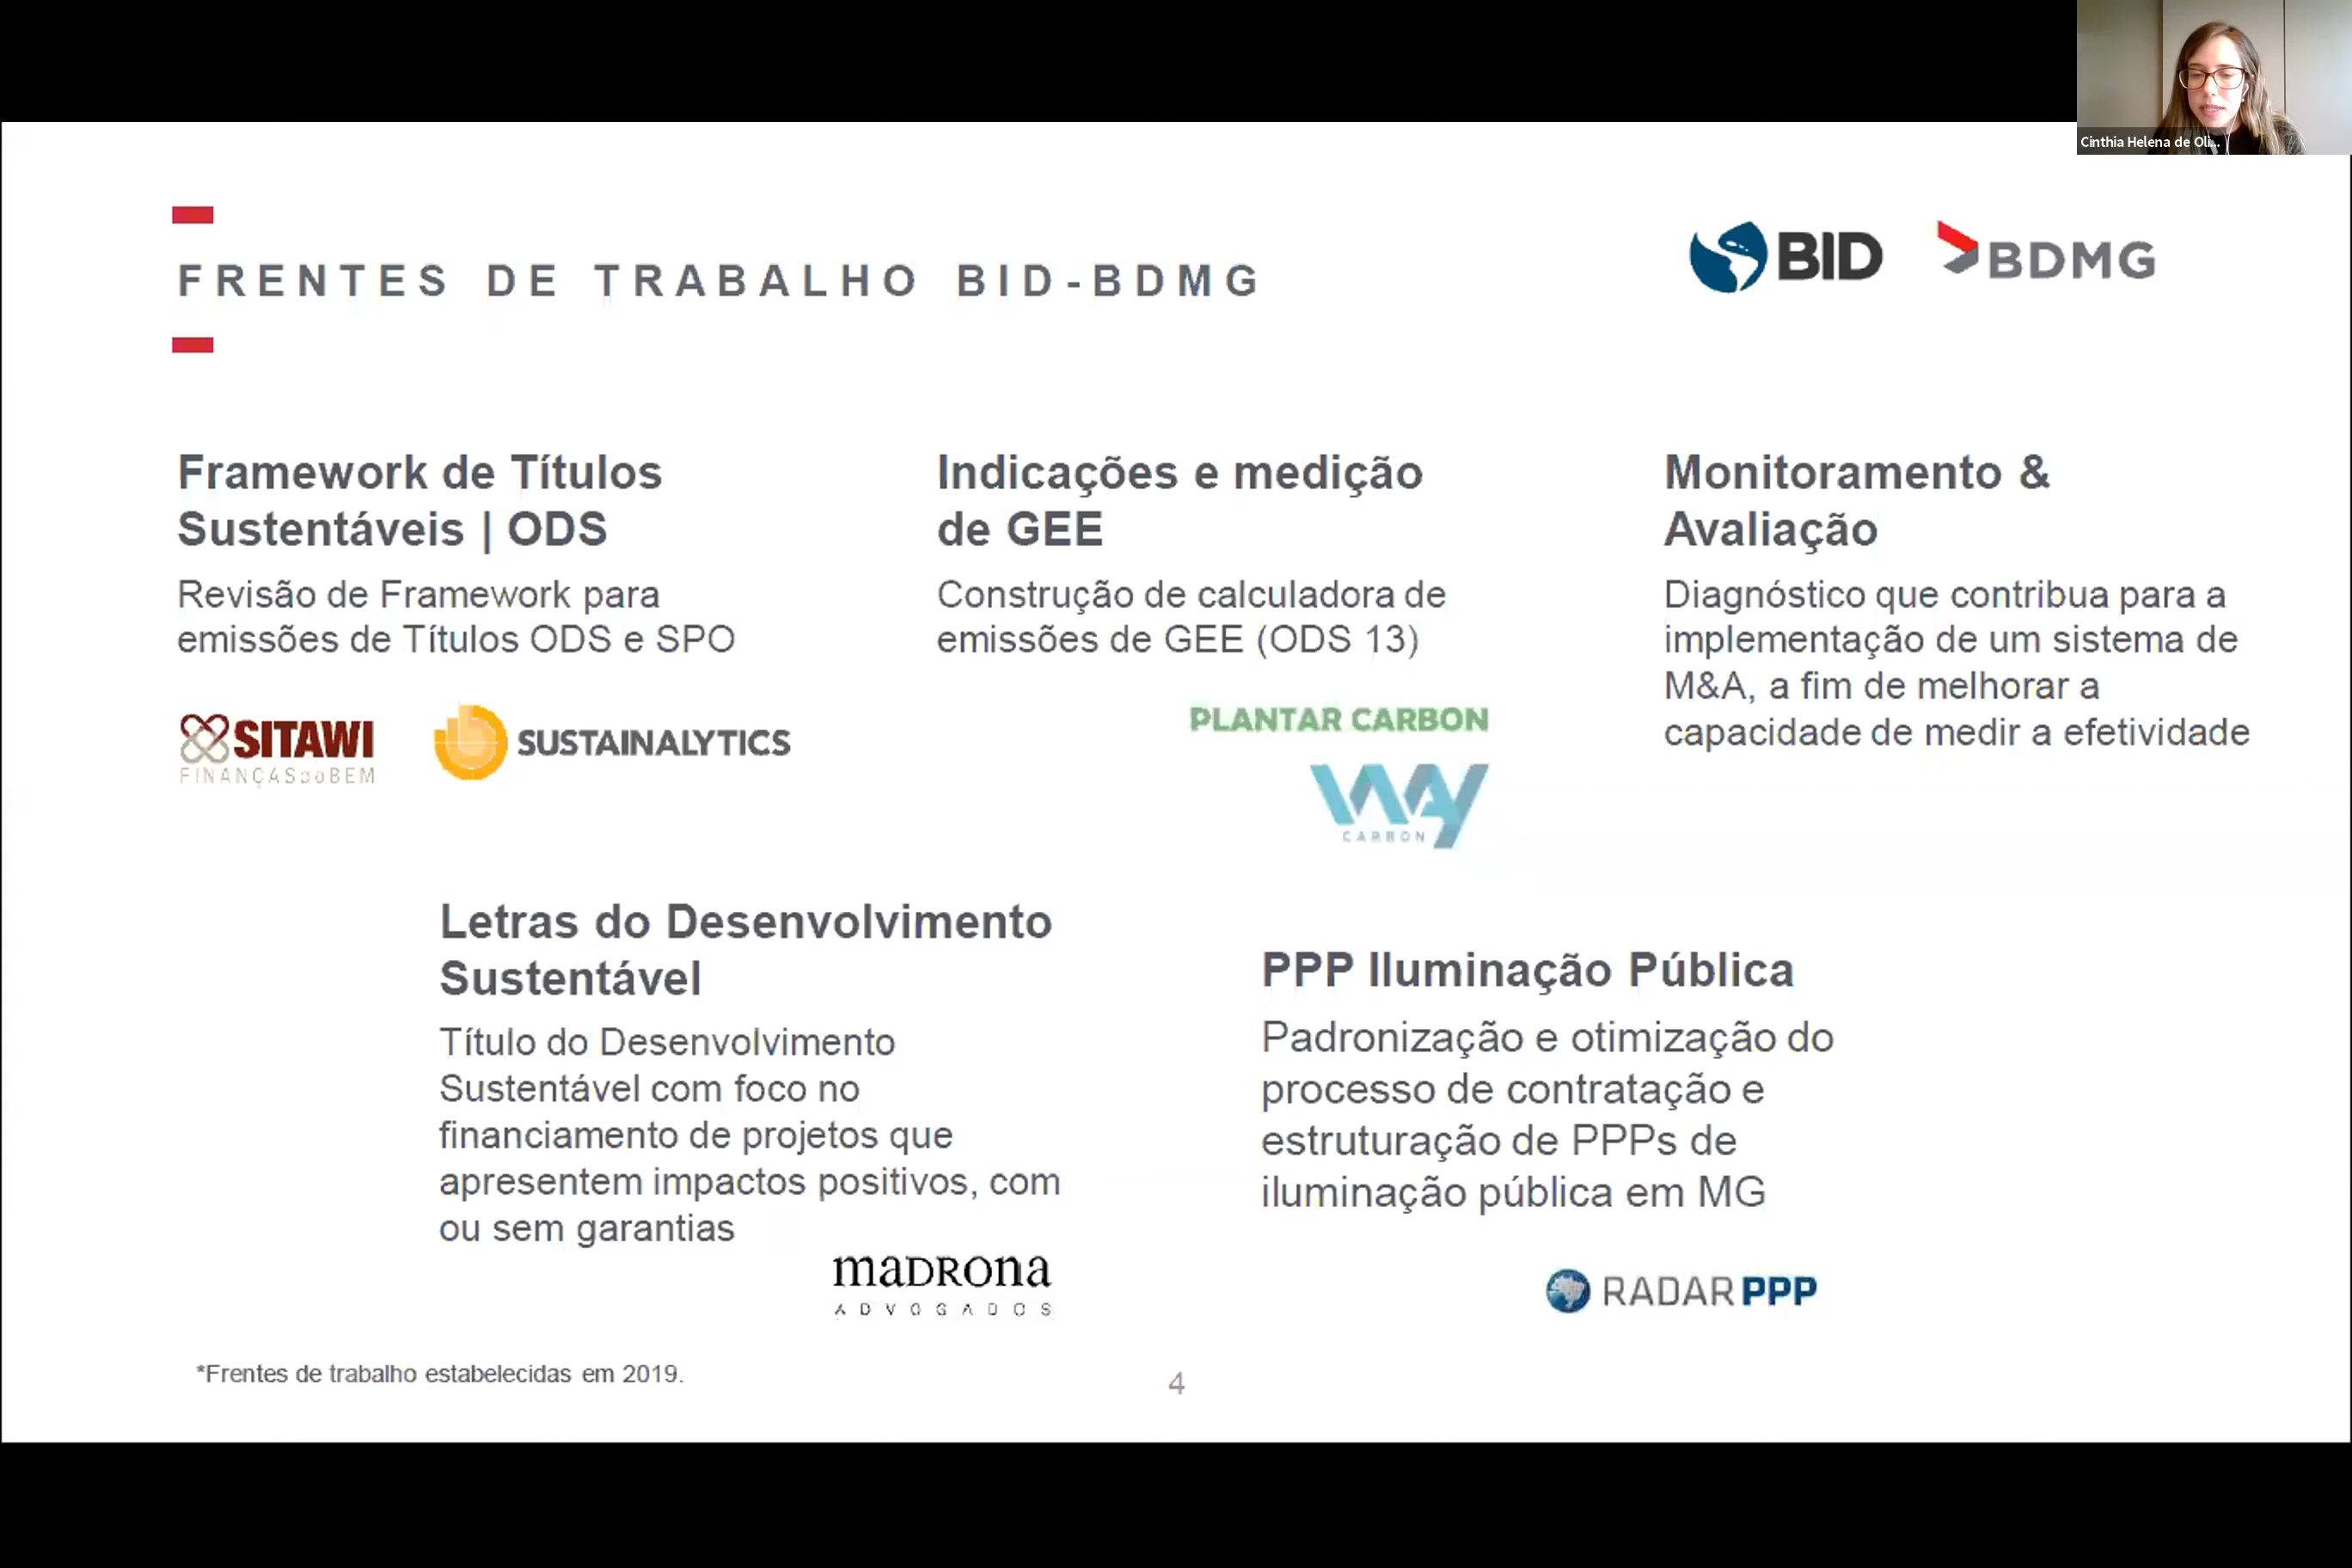 Cinthia Helena de Oli...
FRENTES DE TRABALHO BID-BDMG
BID
BDMG
Framework de Títulos
Sustentáveis | ODS
Revisão de Framework para
emissões de Títulos ODS e SPO
SITAWI
FINANÇAS DO BEM
SUSTAINALYTICS
Indicações e medição
de GEE
Construção de calculadora de
emissões de GEE (ODS 13)
PLANTAR CARBON
WAY
CARBON
Monitoramento &
Avaliação
Diagnóstico que contribua para a
implementação de um sistema de
M&A, a fim de melhorar a
capacidade de medir a efetividade
Letras do Desenvolvimento
Sustentável
Título do Desenvolvimento
Sustentável com foco no
financiamento de projetos que
apresentem impactos positivos, com
ou sem garantias
maDRona
ADVOGADOS
PPP Iluminação Pública
Padronização e otimização do
processo de contratação e
estruturação de PPPs de
iluminação pública em MG
RADAR PPP
*Frentes de trabalho estabelecidas em 2019.
4